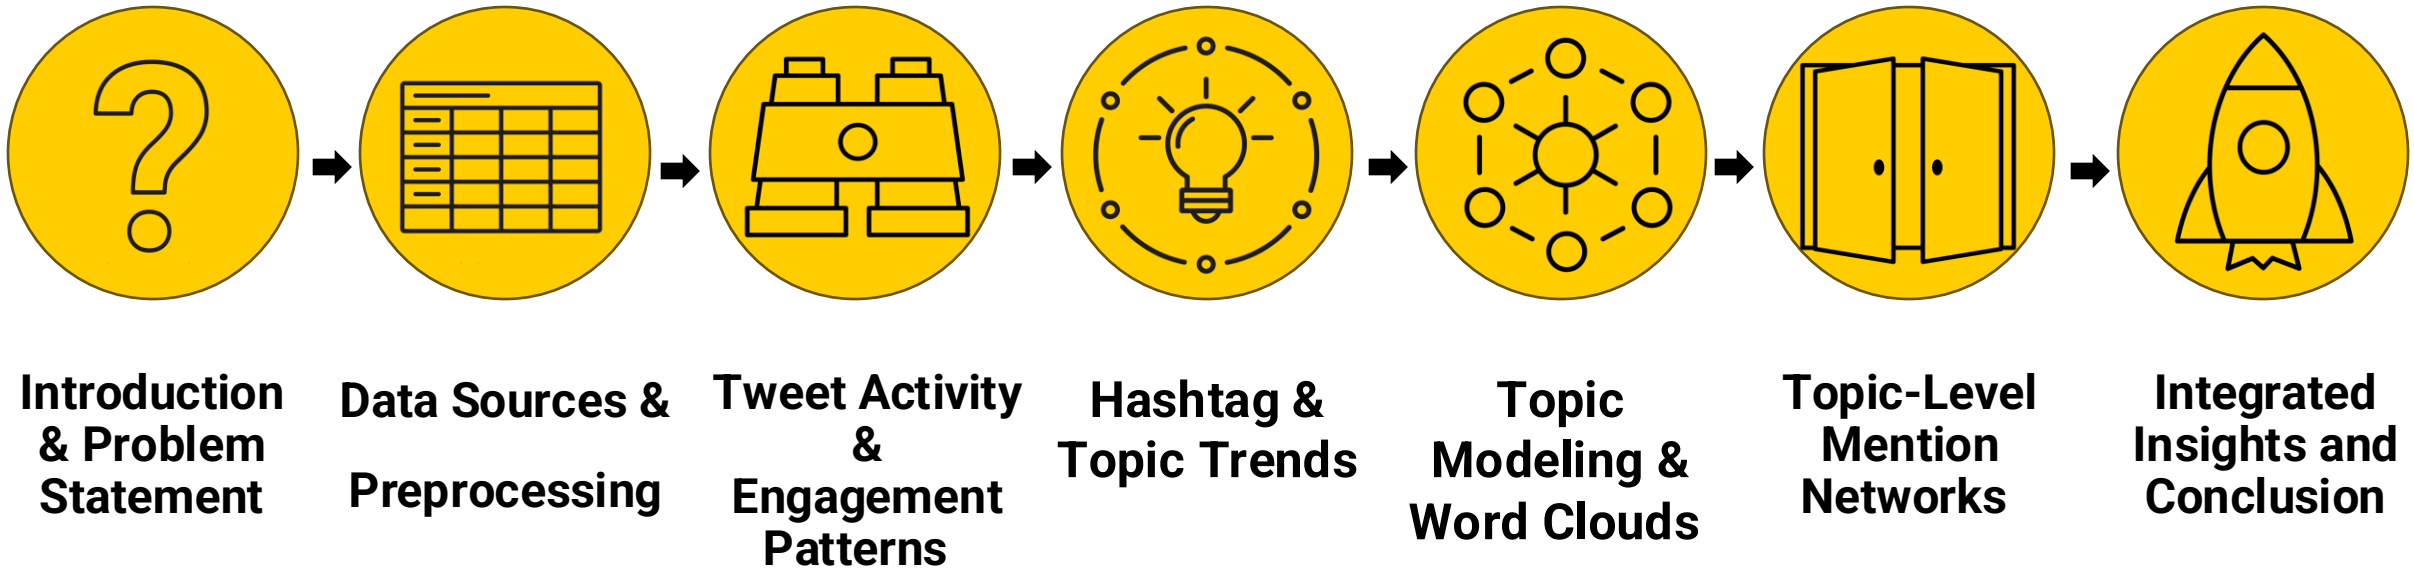 Introduction
& Problem
Statement
Data Sources &
Preprocessing
Tweet Activity
&
Engagement
Patterns
Hashtag &
Topic Trends
Topic
Modeling &
Word Clouds
Topic-Level
Mention
Networks
Integrated
Insights and
Conclusion